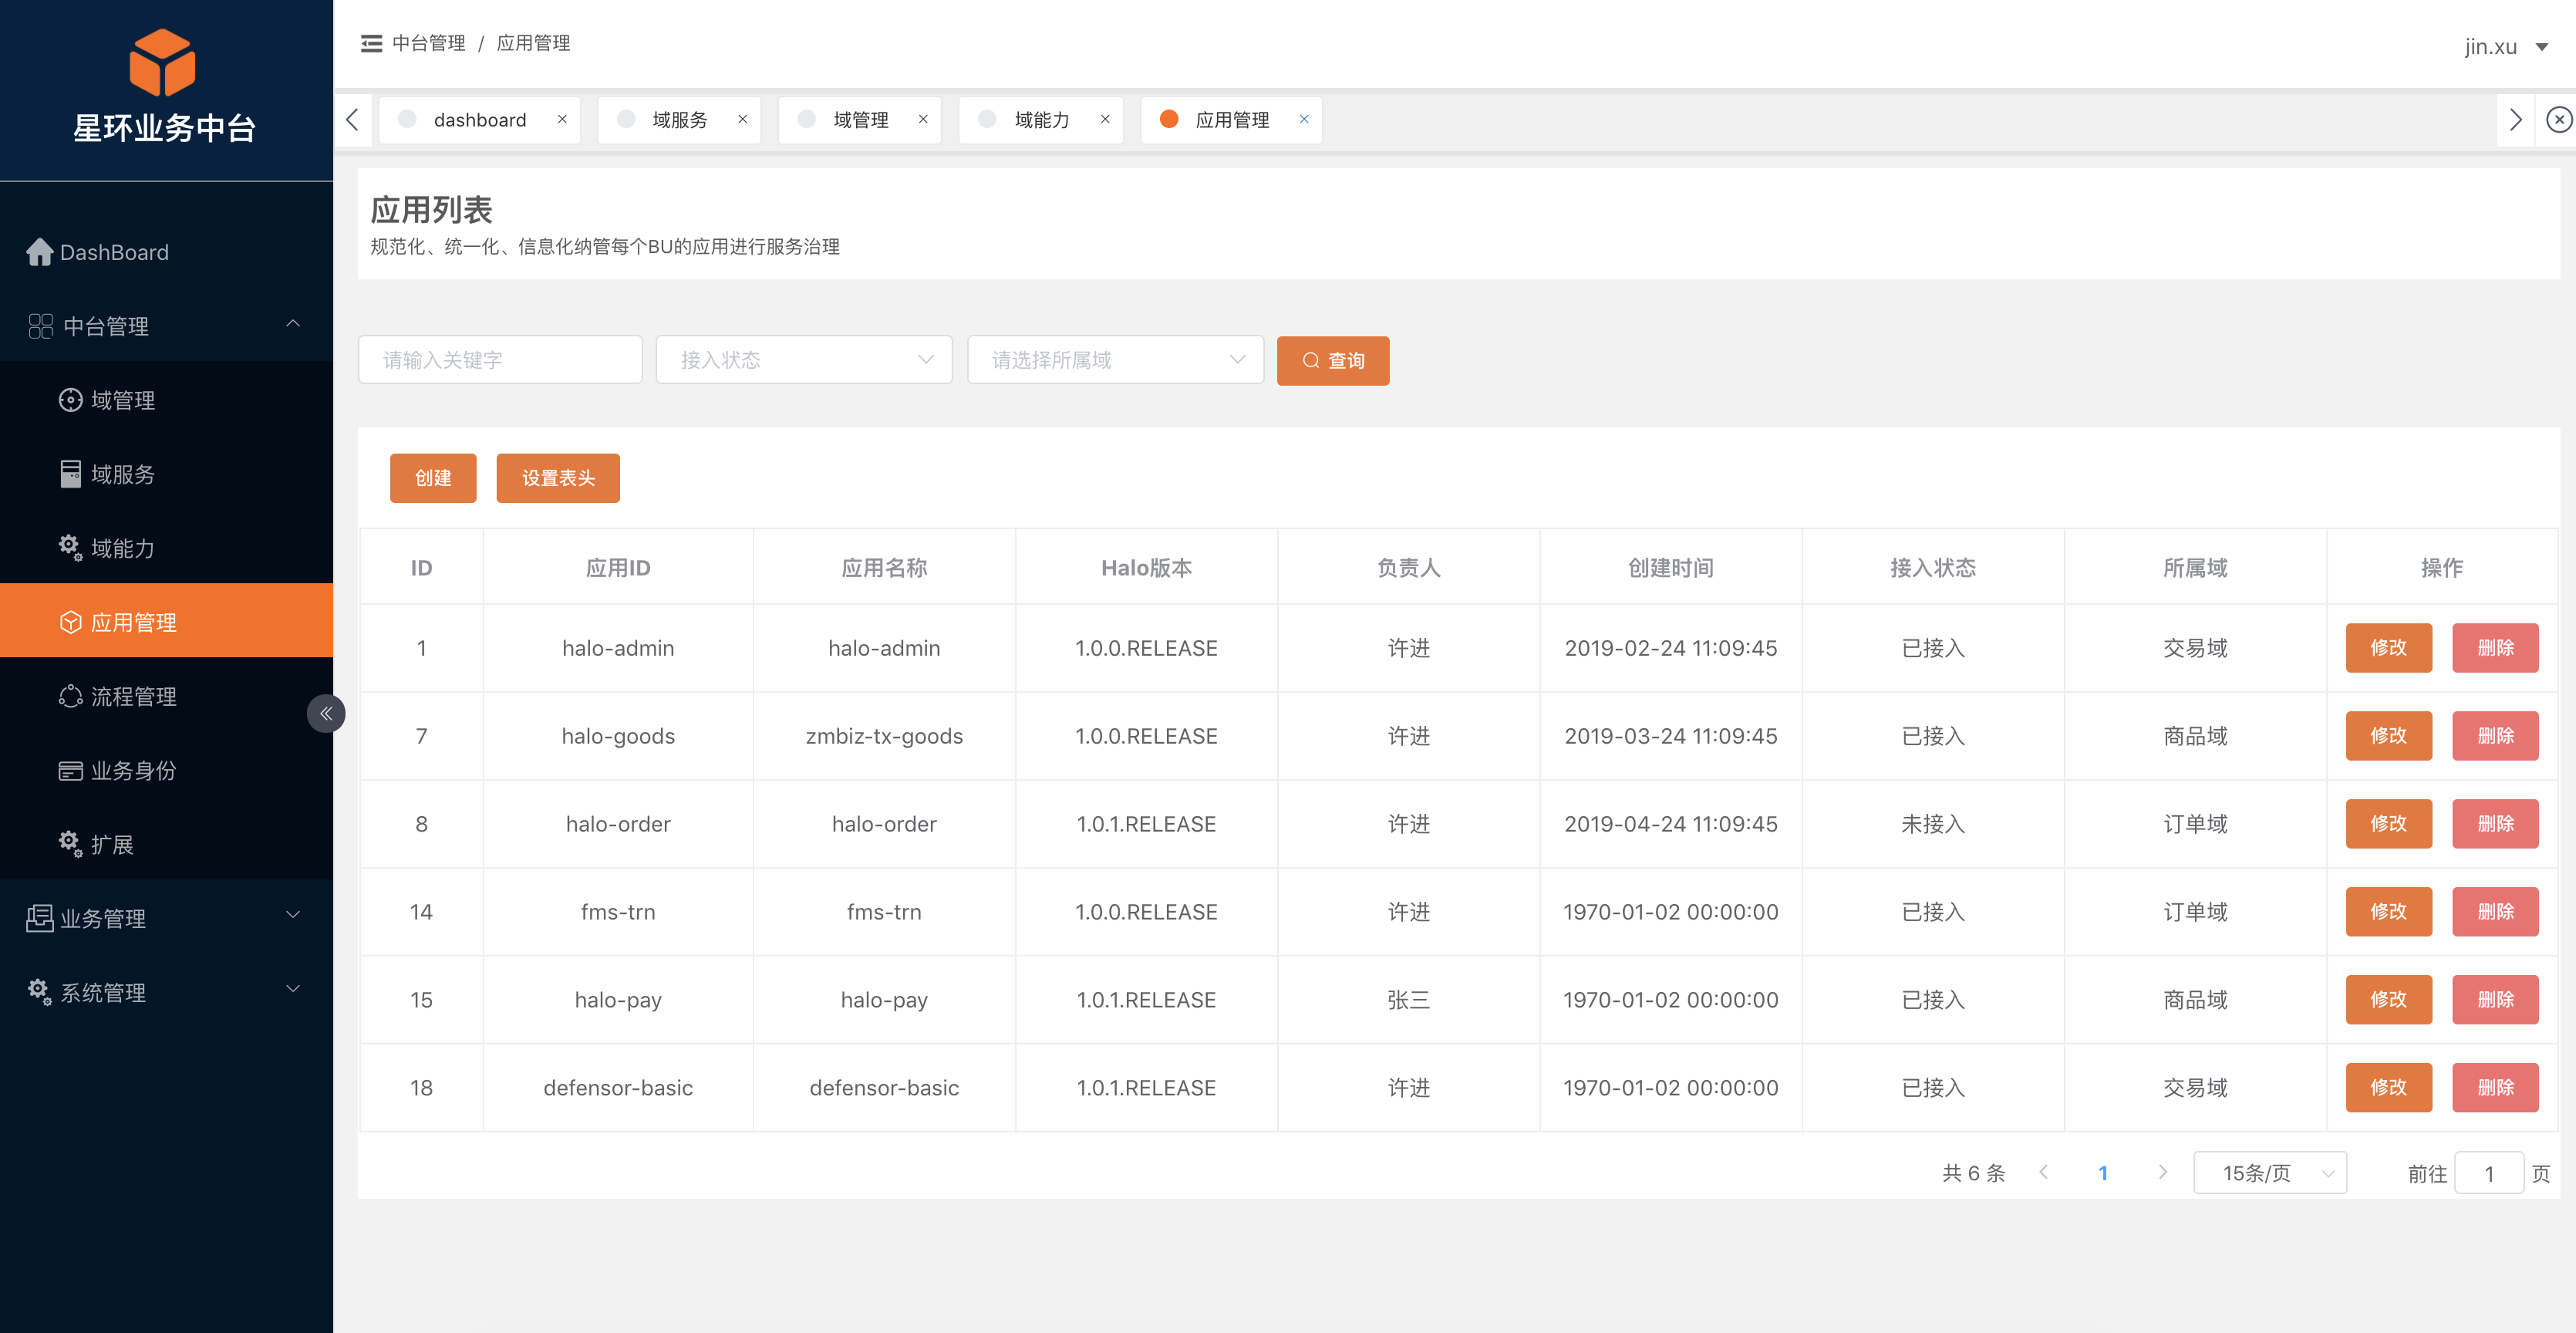 星环业务中台
DashBoard
中台管理
域管理
域服务
域能力
应用管理
流程管理
业务身份
扩展
业务管理
系统管理
中台管理 / 应用管理
jin.xu
dashboard 域服务 域管理 域能力 应用管理
应用列表
规范化、统一化、信息化纳管每个BU的应用进行服务治理
请输入关键字 接入状态 请选择所属域 查询
创建 设置表头
ID 应用ID 应用名称 Halo版本 负责人 创建时间 接入状态 所属域 操作
1 halo-admin halo-admin 1.0.0.RELEASE 许进 2019-02-24 11:09:45 已接入 交易域 修改 删除
7 halo-goods zmbiz-tx-goods 1.0.0.RELEASE 许进 2019-03-24 11:09:45 已接入 商品域 修改 删除
8 halo-order halo-order 1.0.1.RELEASE 许进 2019-04-24 11:09:45 未接入 订单域 修改 删除
14 fms-trn fms-trn 1.0.0.RELEASE 许进 1970-01-02 00:00:00 已接入 订单域 修改 删除
15 halo-pay halo-pay 1.0.1.RELEASE 张三 1970-01-02 00:00:00 已接入 商品域 修改 删除
18 defensor-basic defensor-basic 1.0.1.RELEASE 许进 1970-01-02 00:00:00 已接入 交易域 修改 删除
共 6 条 1 15条/页 前往 1 页